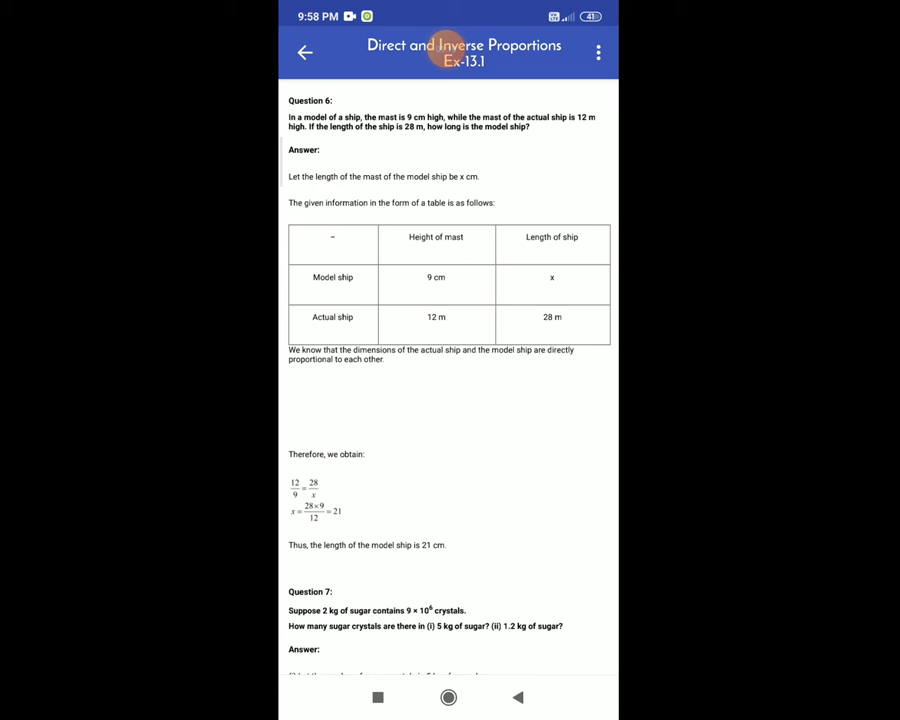 9:58 PM
41
Direct and Inverse Proportions
Ex-13.1
Question 6:
In a model of a ship, the mast is 9 cm high, while the mast of the actual ship is 12 m
high. If the length of the ship is 28 m, how long is the model ship?
Answer:
Let the length of the mast of the model ship be x cm.
The given information in the form of a table is as follows:
– Height of mast Length of ship
Model ship 9 cm x
Actual ship 12 m 28 m
We know that the dimensions of the actual ship and the model ship are directly
proportional to each other.
Therefore, we obtain:
12/9 = 28/x
x = 28×9/12 = 21
Thus, the length of the model ship is 21 cm.
Question 7:
Suppose 2 kg of sugar contains 9 × 10⁶ crystals.
How many sugar crystals are there in (i) 5 kg of sugar? (ii) 1.2 kg of sugar?
Answer: